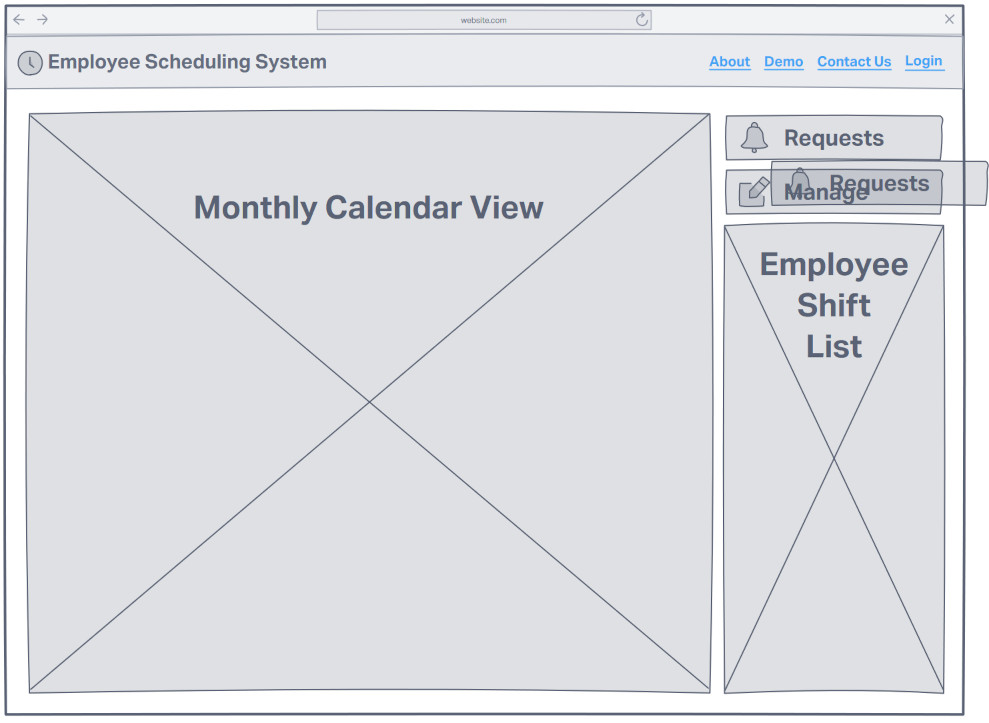 website.com
Employee Scheduling System
About Demo Contact Us Login
Monthly Calendar View
Requests
Requests
Manage
Employee
Shift
List